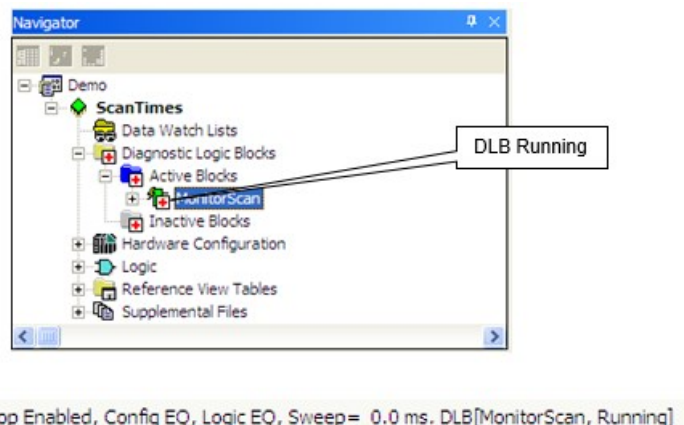 Navigator
Demo
ScanTimes
Data Watch Lists
Diagnostic Logic Blocks
DLB Running
Active Blocks
MonitorScan
Inactive Blocks
Hardware Configuration
Logic
Reference View Tables
Supplemental Files
Enabled, Config EQ, Logic EQ, Sweep= 0.0 ms, DLB[MonitorScan, Running]